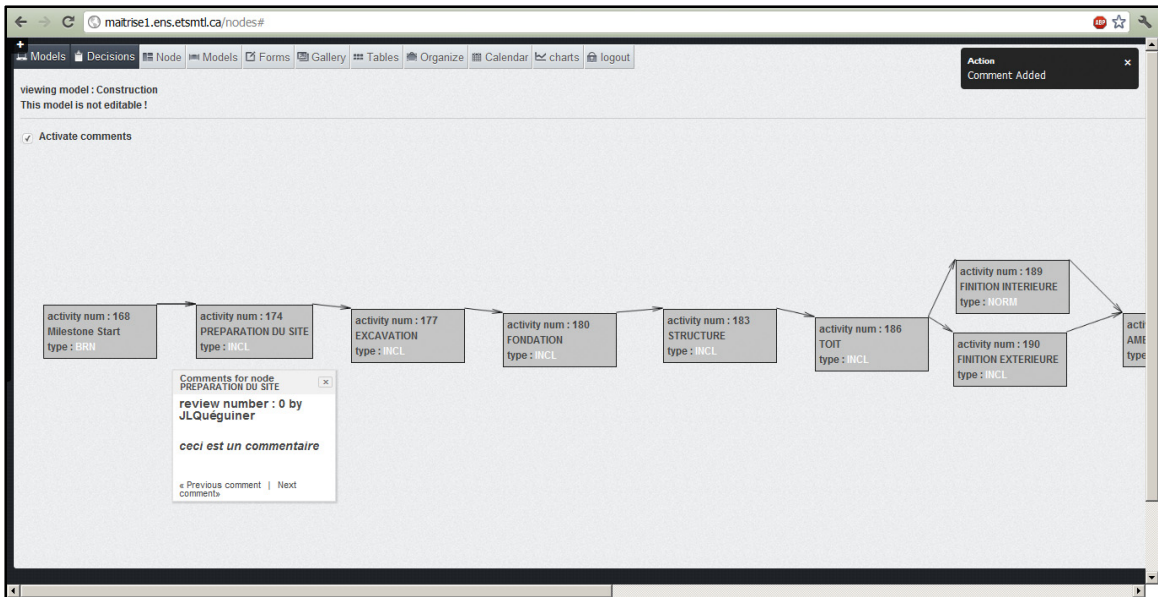 maitrise1.ens.etsmtl.ca/nodes#
ABP
Models Decisions Node Models Forms Gallery Tables Organize Calendar charts logout
Action
Comment Added
viewing model : Construction
This model is not editable !
Activate comments
activity num : 168
Milestone Start
type : BRN
activity num : 174
PREPARATION DU SITE
type : INCL
activity num : 177
EXCAVATION
type : INCL
activity num : 180
FONDATION
type : INCL
activity num : 183
STRUCTURE
type : INCL
activity num : 186
TOIT
type : INCL
activity num : 189
FINITION INTERIEURE
type : NORM
activity num : 190
FINITION EXTERIEURE
type : INCL
type
Comments for node
PREPARATION DU SITE
review number : 0 by
JLQuéguiner
ceci est un commentaire
« Previous comment | Next
comment»